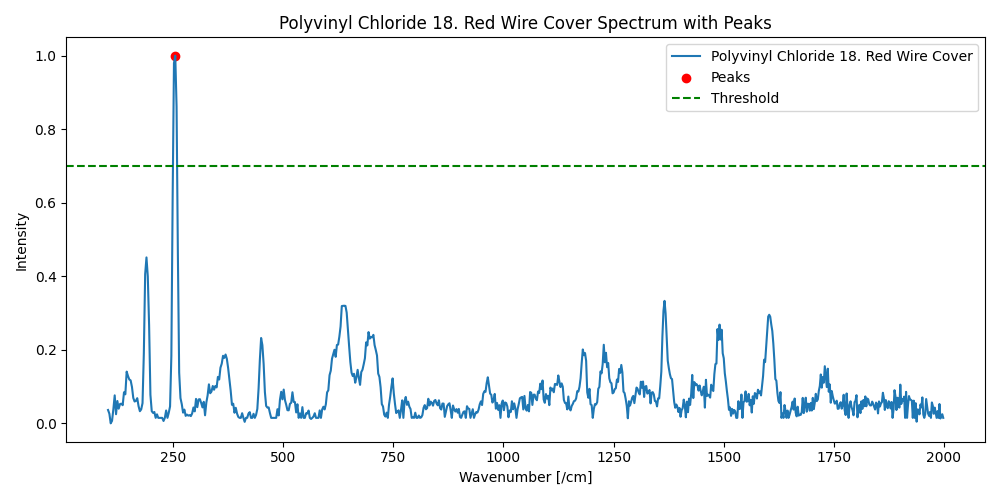 Polyvinyl Chloride 18. Red Wire Cover Spectrum with Peaks
Polyvinyl Chloride 18. Red Wire Cover
Peaks
Threshold
Intensity
1.0
0.8
0.6
0.4
0.2
0.0
250 500 750 1000 1250 1500 1750 2000
Wavenumber [/cm]